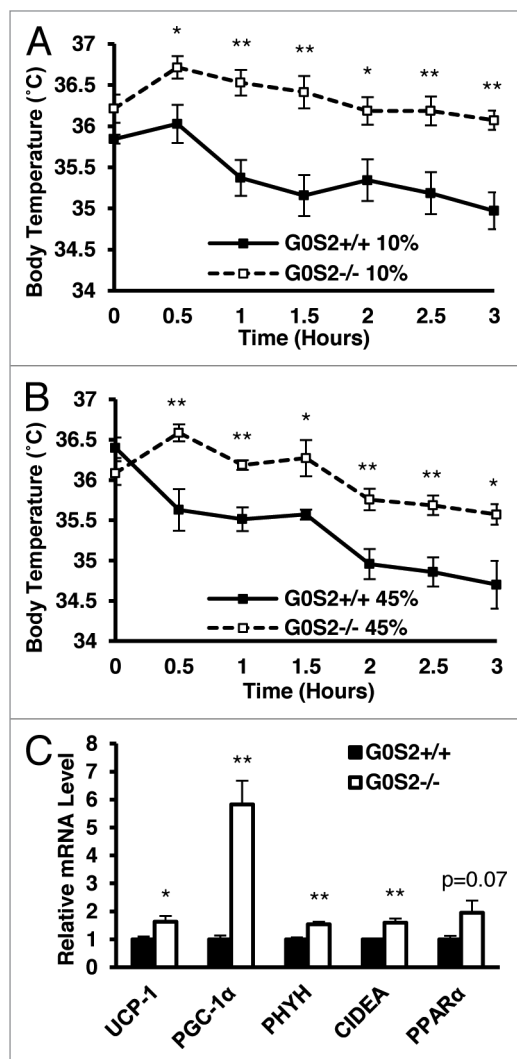 A
Body Temperature (˚C)
37
36.5
36
35.5
35
34.5
34
* ** ** * ** **
G0S2+/+ 10%
G0S2-/- 10%
0 0.5 1 1.5 2 2.5 3
Time (Hours)
B
Body Temperature (˚C)
37
36.5
36
35.5
35
34.5
34
** ** * ** ** *
G0S2+/+ 45%
G0S2-/- 45%
0 0.5 1 1.5 2 2.5 3
Time (Hours)
C
Relative mRNA Level
8
7
6
5
4
3
2
1
0
G0S2+/+
G0S2-/-
* ** ** ** p=0.07
UCP-1
PGC-1α
PHYH
CIDEA
PPARα